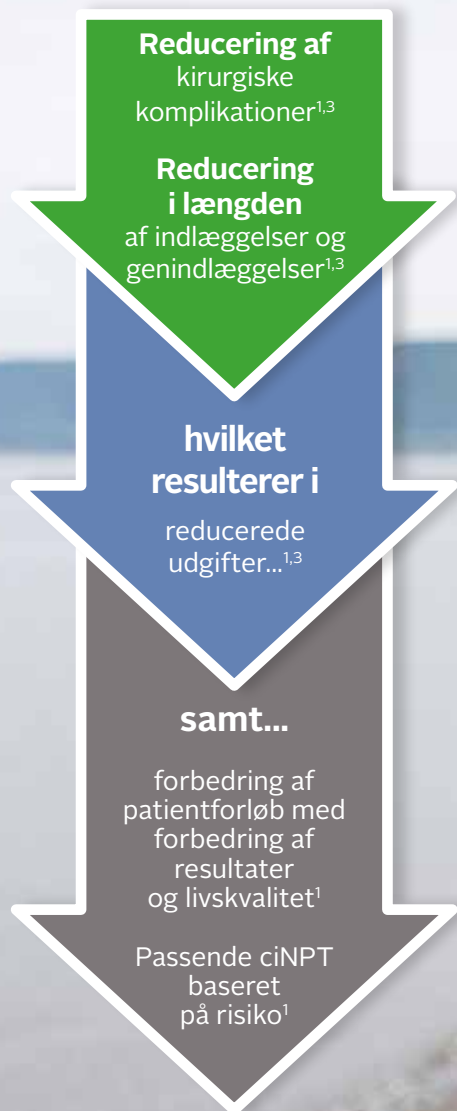 Reducering af
kirurgiske
komplikationer¹,³
Reducering
i længden
af indlæggelser og
genindlæggelser¹,³
hvilket
resulterer i
reducerede
udgifter...¹,³
samt...
forbedring af
patientforløb med
forbedring af
resultater
og livskvalitet¹
Passende ciNPT
baseret
på risiko¹